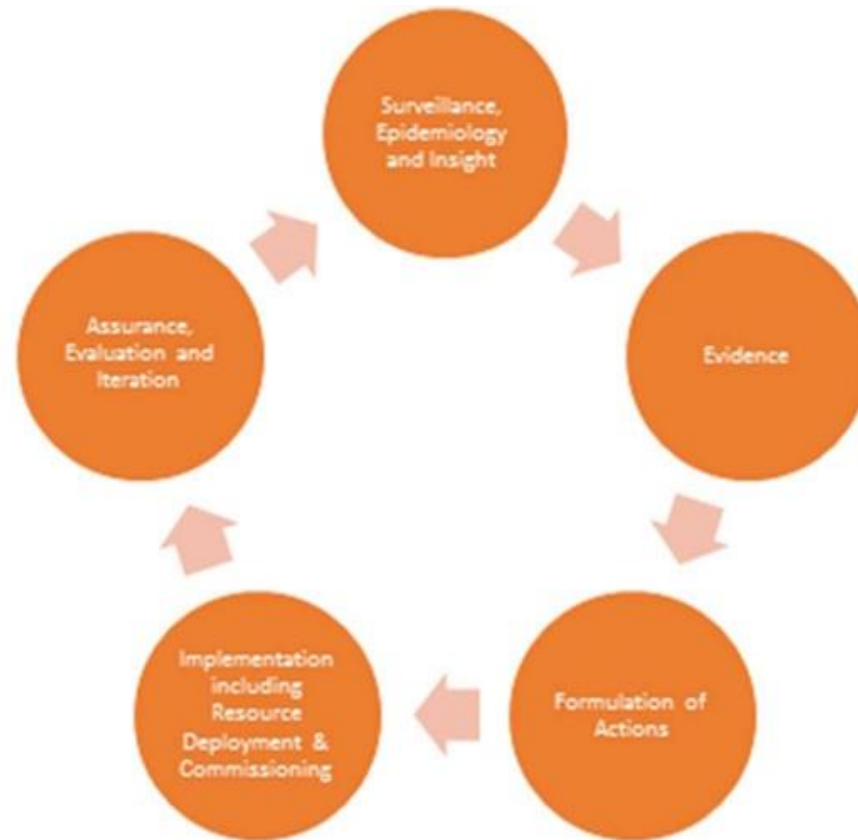 Surveillance,
Epidemiology
and Insight
Evidence
Formulation of
Actions
Implementation
including
Resource
Deployment &
Commissioning
Assurance,
Evaluation and
Iteration